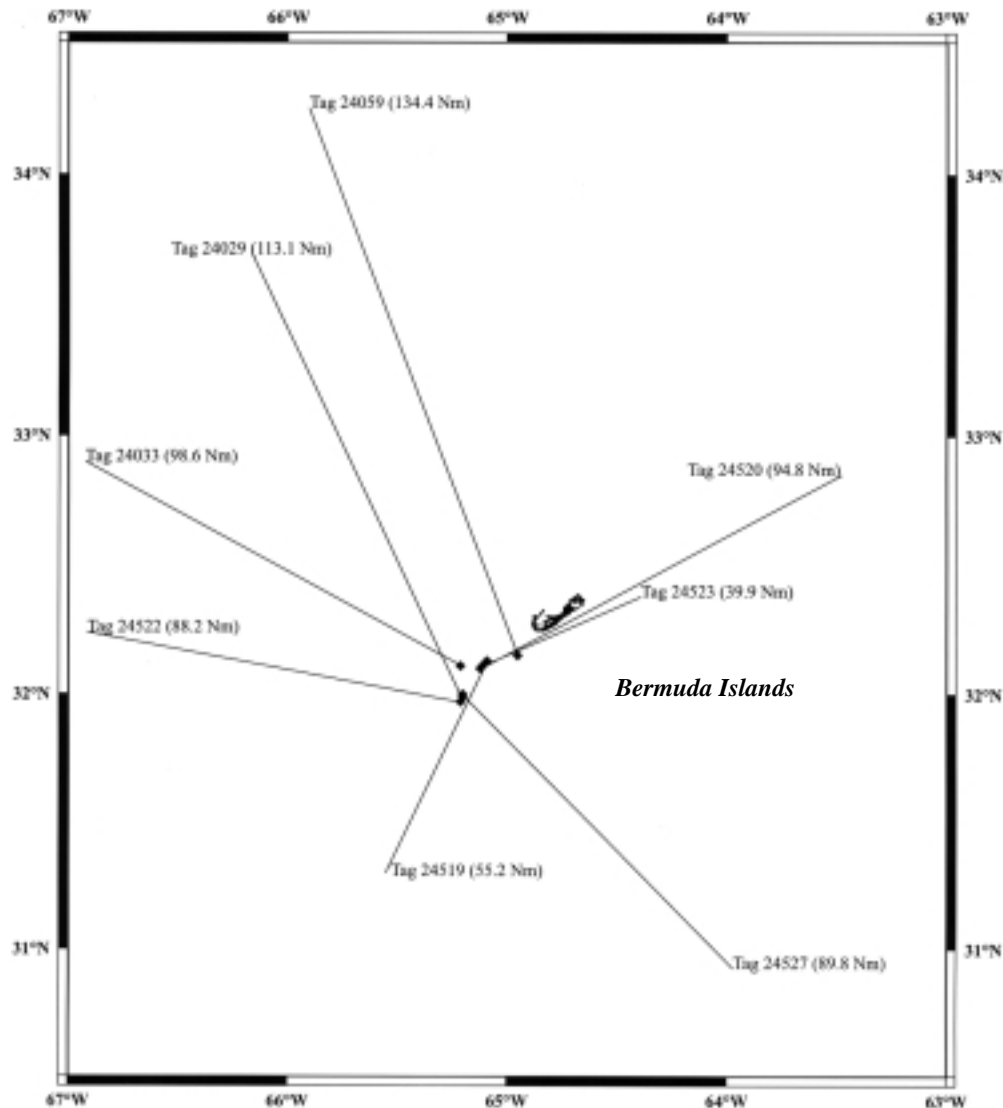 67°W 66°W 65°W 64°W 63°W
Tag 24059 (134.4 Nm)
34°N 34°N
Tag 24029 (113.1 Nm)
33°N 33°N
Tag 24033 (98.6 Nm)
Tag 24520 (94.8 Nm)
Tag 24523 (39.9 Nm)
Tag 24522 (88.2 Nm)
32°N 32°N
Bermuda Islands
Tag 24519 (55.2 Nm)
31°N 31°N
Tag 24527 (89.8 Nm)
67°W 66°W 65°W 64°W 63°W